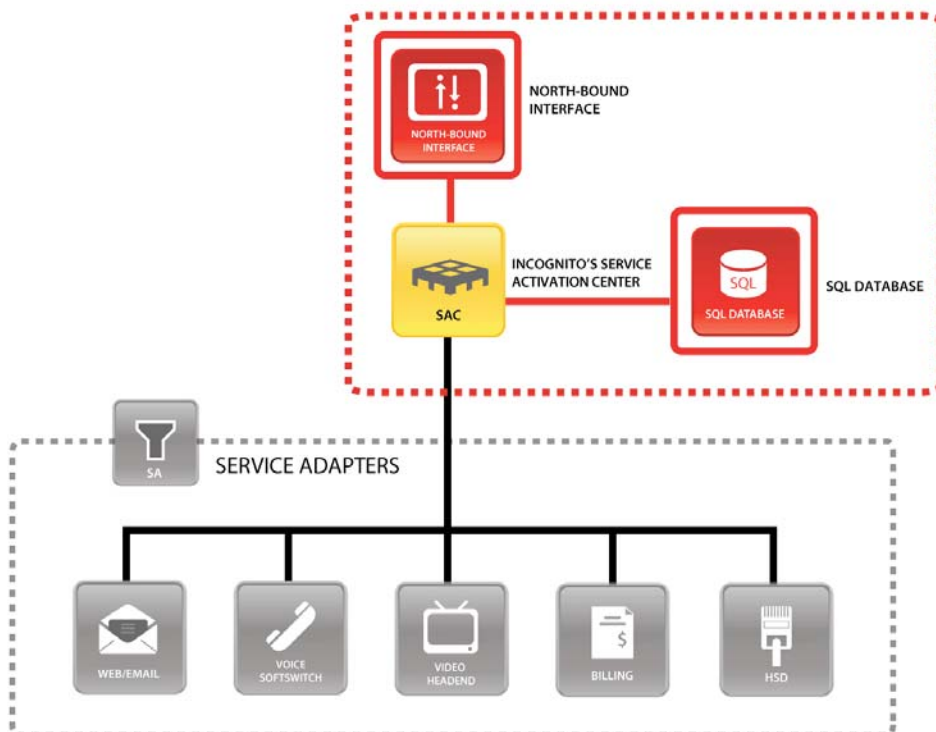 NORTH-BOUND
INTERFACE
NORTH-BOUND
INTERFACE
INCOGNITO'S SERVICE
ACTIVATION CENTER
SAC
SQL
SQL DATABASE
SQL DATABASE
SA
SERVICE ADAPTERS
WEB/EMAIL
VOICE
SOFTSWITCH
VIDEO
HEADEND
$
BILLING
HSD